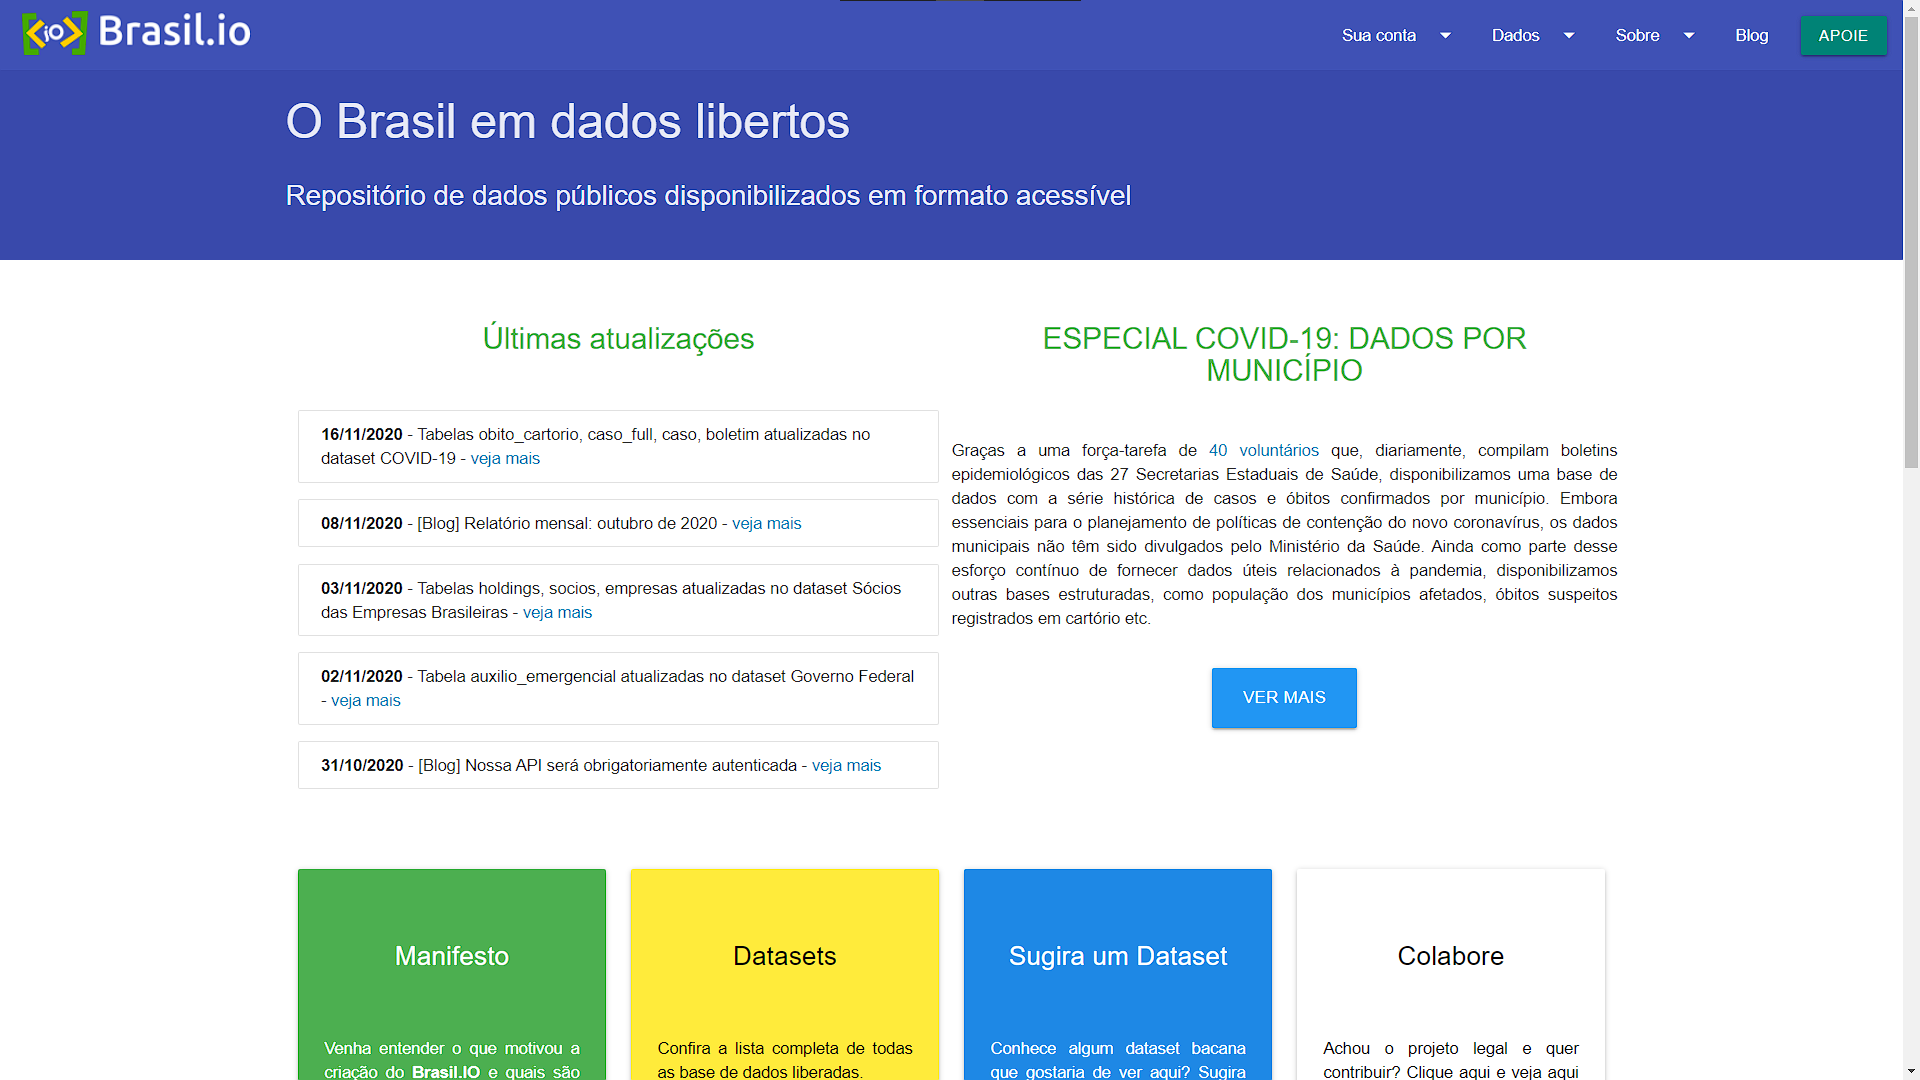 <io> Brasil.io
Sua conta
Dados
Sobre
Blog
APOIE
O Brasil em dados libertos
Repositório de dados públicos disponibilizados em formato acessível
Últimas atualizações
16/11/2020 - Tabelas obito_cartorio, caso_full, caso, boletim atualizadas no
dataset COVID-19 - veja mais
08/11/2020 - [Blog] Relatório mensal: outubro de 2020 - veja mais
03/11/2020 - Tabelas holdings, socios, empresas atualizadas no dataset Sócios
das Empresas Brasileiras - veja mais
02/11/2020 - Tabela auxilio_emergencial atualizadas no dataset Governo Federal
- veja mais
31/10/2020 - [Blog] Nossa API será obrigatoriamente autenticada - veja mais
ESPECIAL COVID-19: DADOS POR
MUNICÍPIO
Graças a uma força-tarefa de 40 voluntários que, diariamente, compilam boletins
epidemiológicos das 27 Secretarias Estaduais de Saúde, disponibilizamos uma base de
dados com a série histórica de casos e óbitos confirmados por município. Embora
essenciais para o planejamento de políticas de contenção do novo coronavírus, os dados
municipais não têm sido divulgados pelo Ministério da Saúde. Ainda como parte desse
esforço contínuo de fornecer dados úteis relacionados à pandemia, disponibilizamos
outras bases estruturadas, como população dos municípios afetados, óbitos suspeitos
registrados em cartório etc.
VER MAIS
Manifesto
Venha entender o que motivou a
criação do Brasil.IO e quais são
Datasets
Confira a lista completa de todas
as base de dados liberadas.
Sugira um Dataset
Conhece algum dataset bacana
que gostaria de ver aqui? Sugira
Colabore
Achou o projeto legal e quer
contribuir? Clique aqui e veja aqui